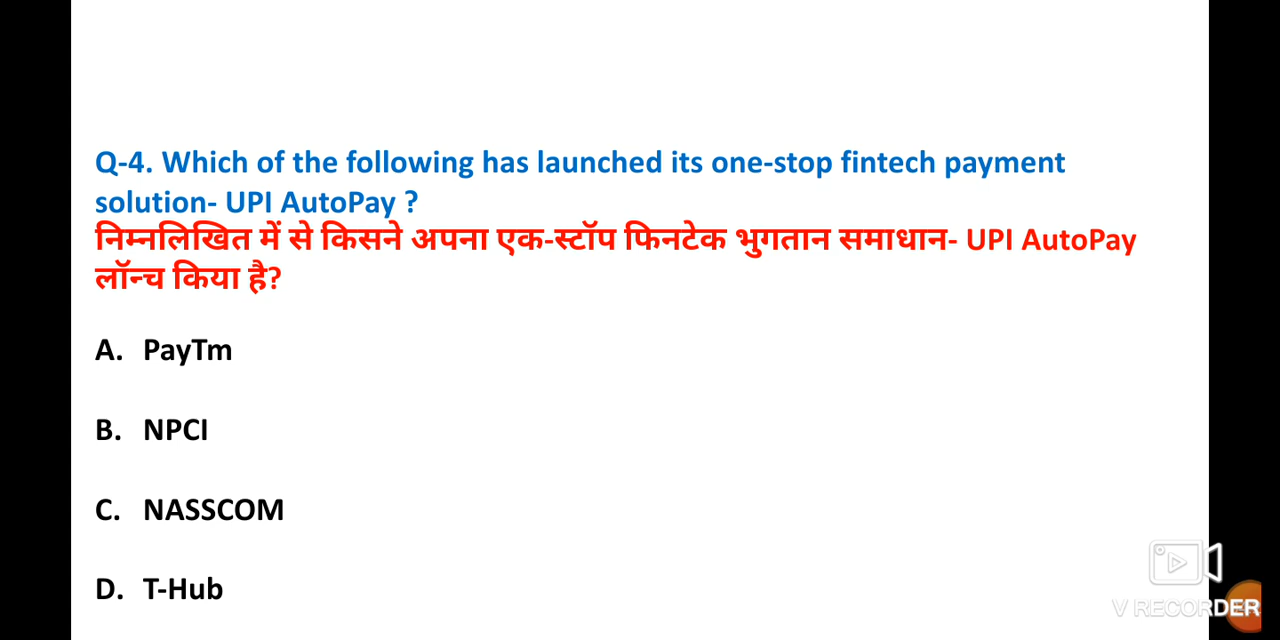 Q-4. Which of the following has launched its one-stop fintech payment
solution- UPI AutoPay ?
निम्नलिखित में से किसने अपना एक-स्टॉप फिनटेक भुगतान समाधान- UPI AutoPay
लॉन्च किया है?
A. PayTm
B. NPCI
C. NASSCOM
D. T-Hub
V RECORDER